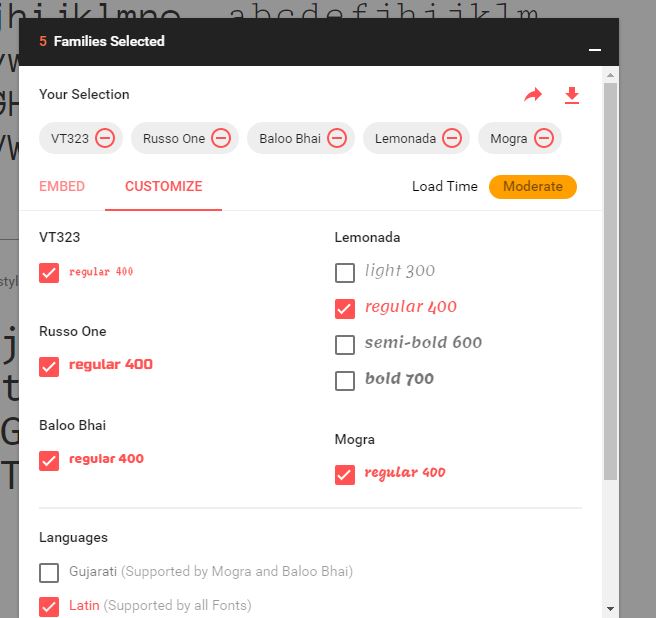 abcdefjhijklm
5 Families Selected
Your Selection
VT323 Russo One Baloo Bhai Lemonada Mogra
EMBED CUSTOMIZE Load Time Moderate
VT323
regular 400
Russo One
regular 400
Baloo Bhai
regular 400
Lemonada
light 300
regular 400
semi-bold 600
bold 700
Mogra
regular 400
Languages
Gujarati (Supported by Mogra and Baloo Bhai)
Latin (Supported by all Fonts)